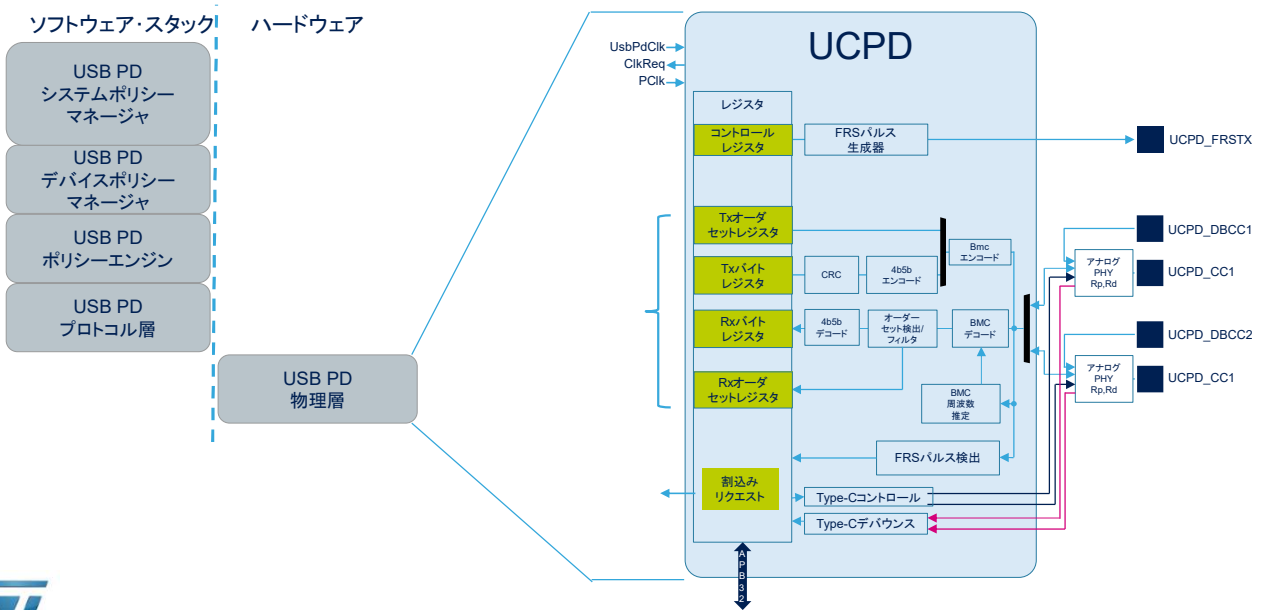 ソフトウェア・スタック
ハードウェア
USB PD
システムポリシー
マネージャ
USB PD
デバイスポリシー
マネージャ
USB PD
ポリシーエンジン
USB PD
プロトコル層
USB PD
物理層
UCPD
UsbPdClk
ClkReq
PClk
レジスタ
コントロール
レジスタ
FRSパルス
生成器
UCPD_FRSTX
Txオーダ
セットレジスタ
Bmc
エンコード
Txバイト
レジスタ
CRC
4b5b
エンコード
UCPD_DBCC1
アナログ
PHY
Rp,Rd
UCPD_CC1
Rxバイト
レジスタ
4b5b
デコード
オーダー
セット検出/
フィルタ
BMC
デコード
UCPD_DBCC2
アナログ
PHY
Rp,Rd
UCPD_CC1
Rxオーダ
セットレジスタ
BMC
周波数
推定
FRSパルス検出
割込み
リクエスト
Type-Cコントロール
Type-Cデバウンス
APB32